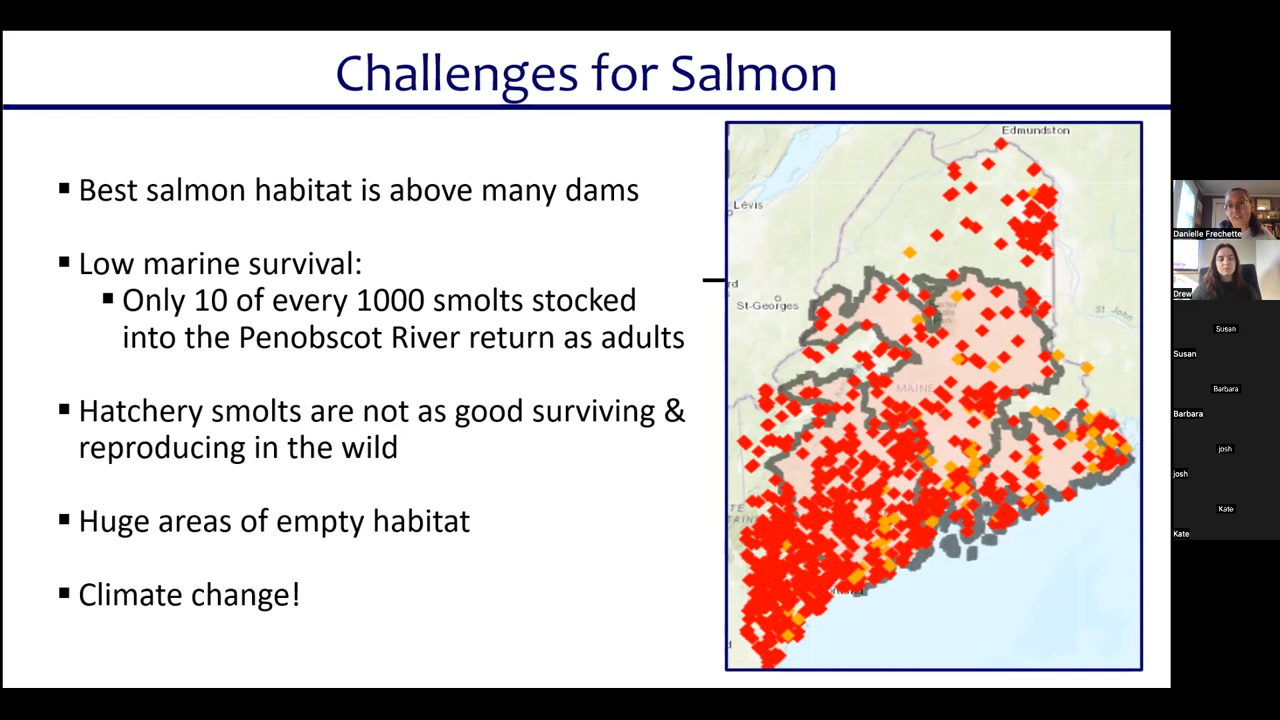 Challenges for Salmon
▪ Best salmon habitat is above many dams
▪ Low marine survival:
▪ Only 10 of every 1000 smolts stocked
into the Penobscot River return as adults
▪ Hatchery smolts are not as good surviving &
reproducing in the wild
▪ Huge areas of empty habitat
▪ Climate change!
Edmundston
Lévis
St-Georges
St. John
MAINE
Danielle Frechette
Drew
Susan
Susan
Barbara
Barbara
josh
josh
Kate
Kate